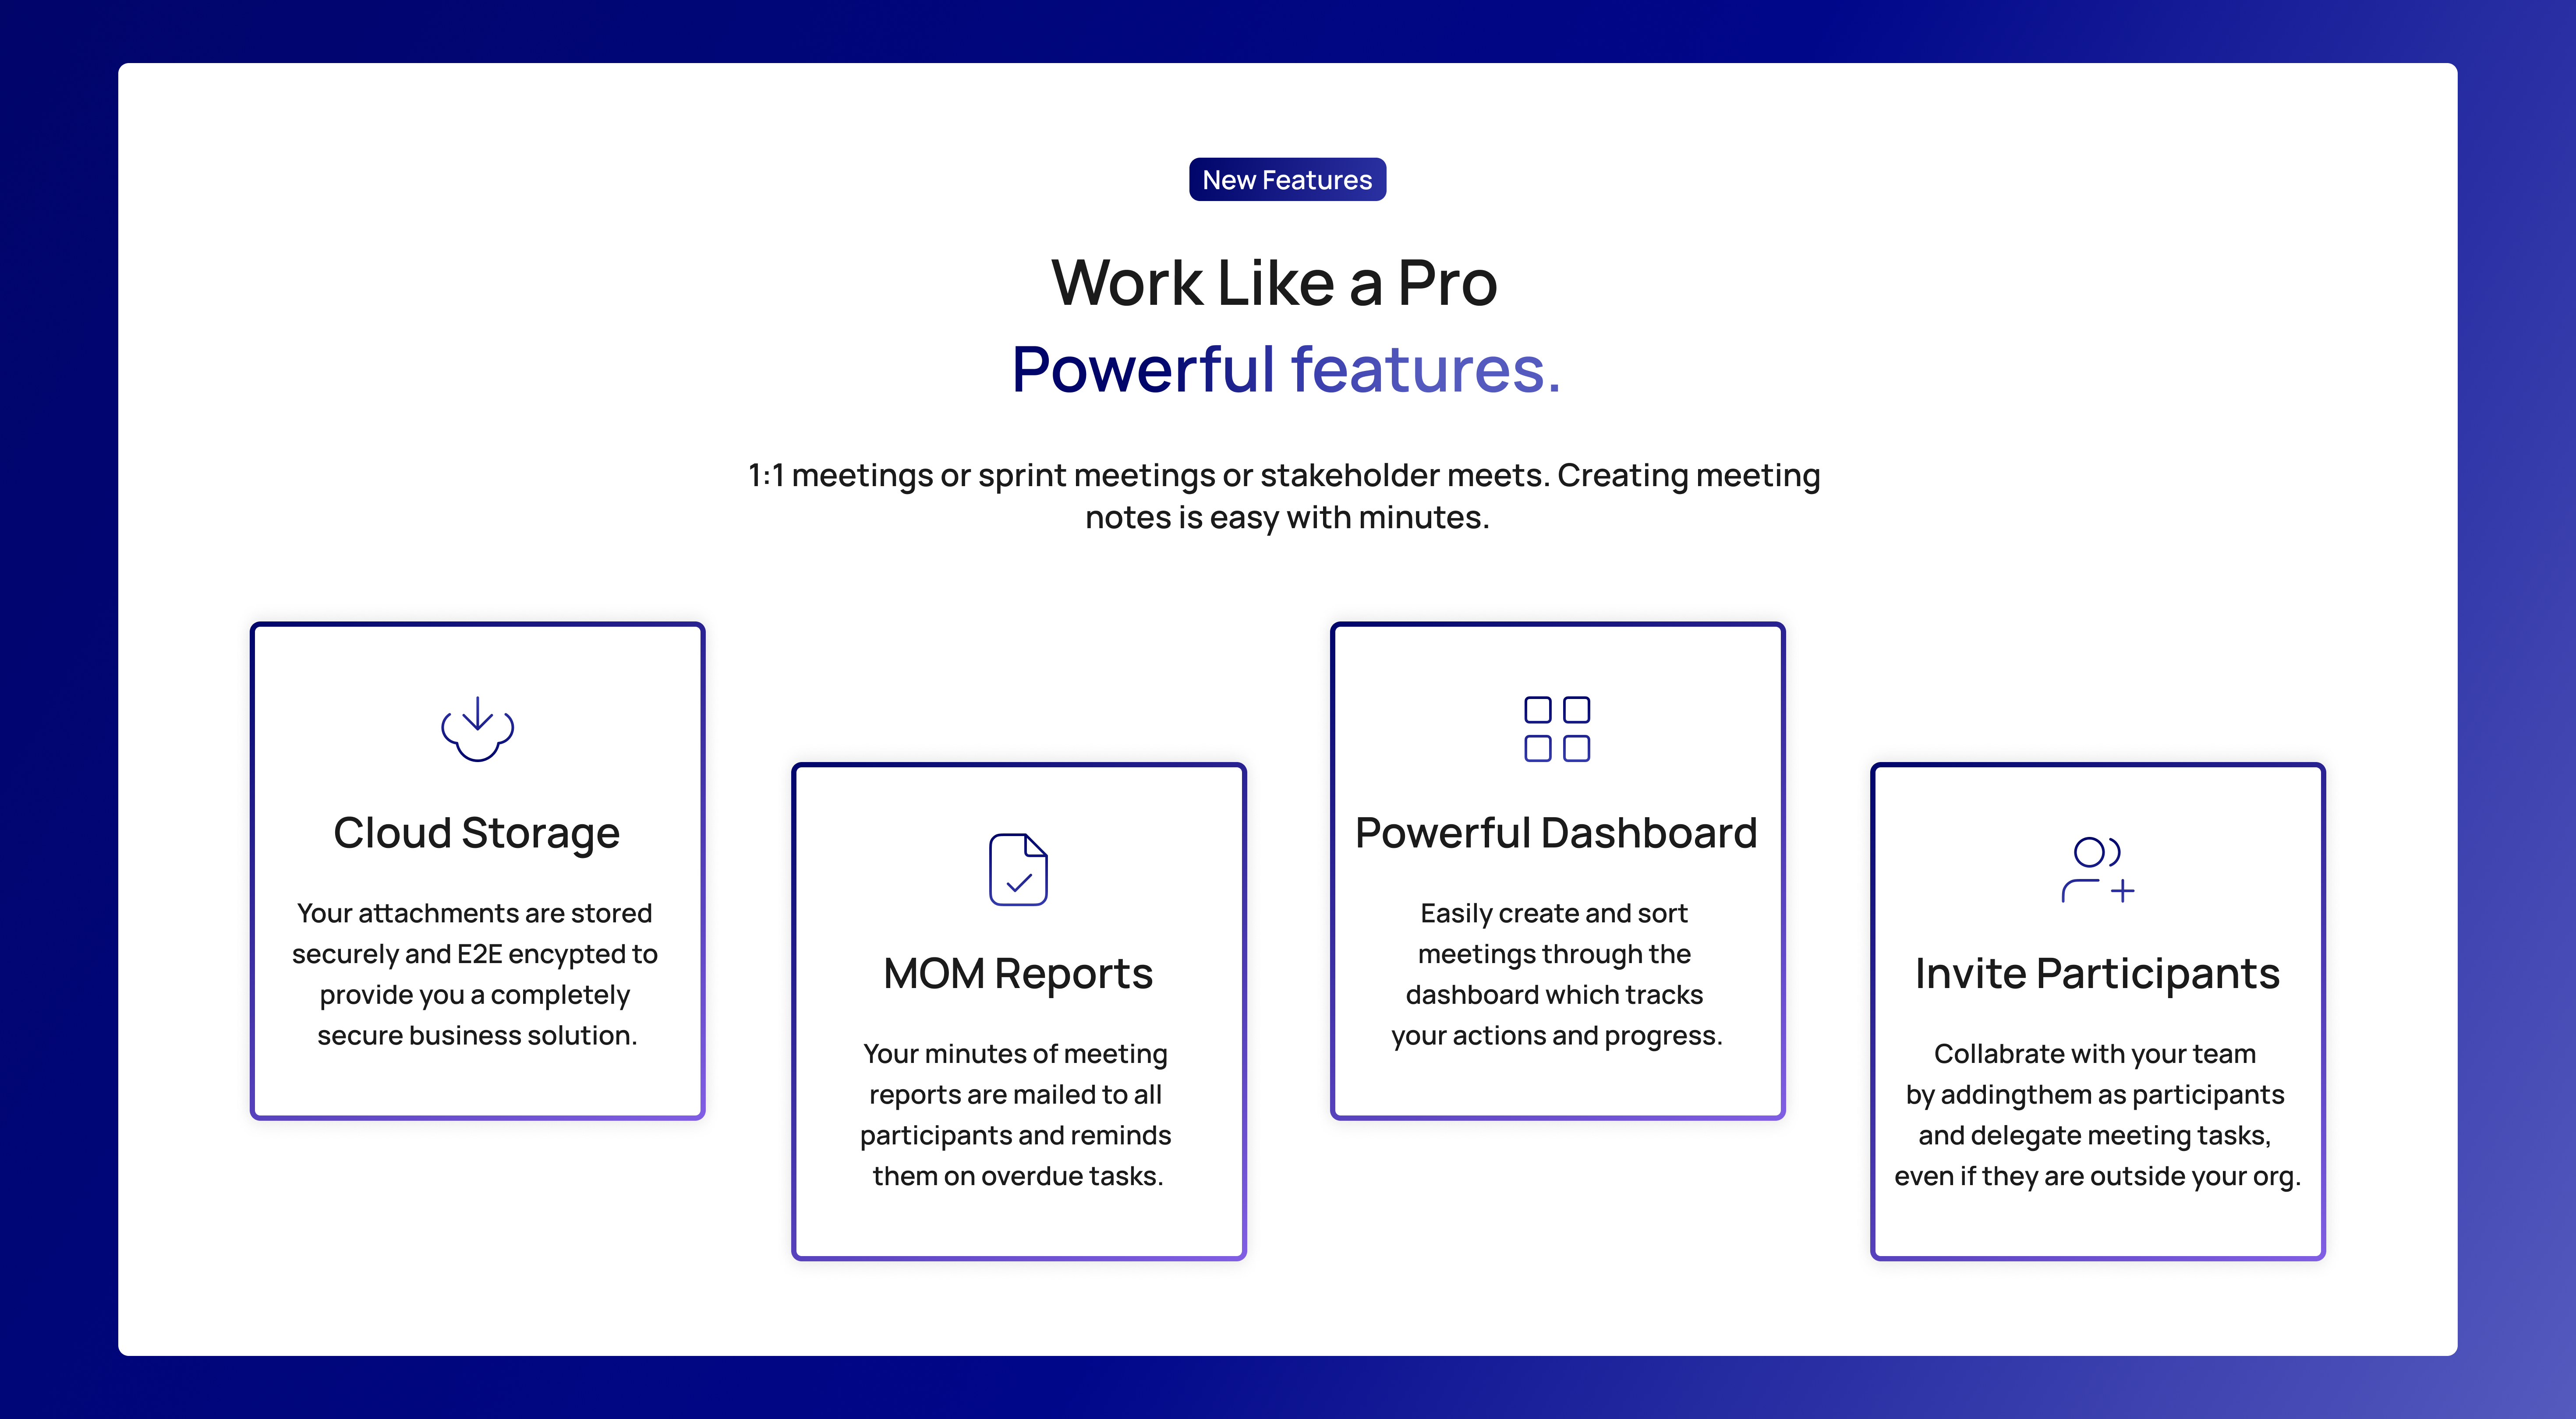 New Features
Work Like a Pro
Powerful features.
1:1 meetings or sprint meetings or stakeholder meets. Creating meeting
notes is easy with minutes.
Cloud Storage
Your attachments are stored
securely and E2E encypted to
provide you a completely
secure business solution.
MOM Reports
Your minutes of meeting
reports are mailed to all
participants and reminds
them on overdue tasks.
Powerful Dashboard
Easily create and sort
meetings through the
dashboard which tracks
your actions and progress.
Invite Participants
Collabrate with your team
by addingthem as participants
and delegate meeting tasks,
even if they are outside your org.